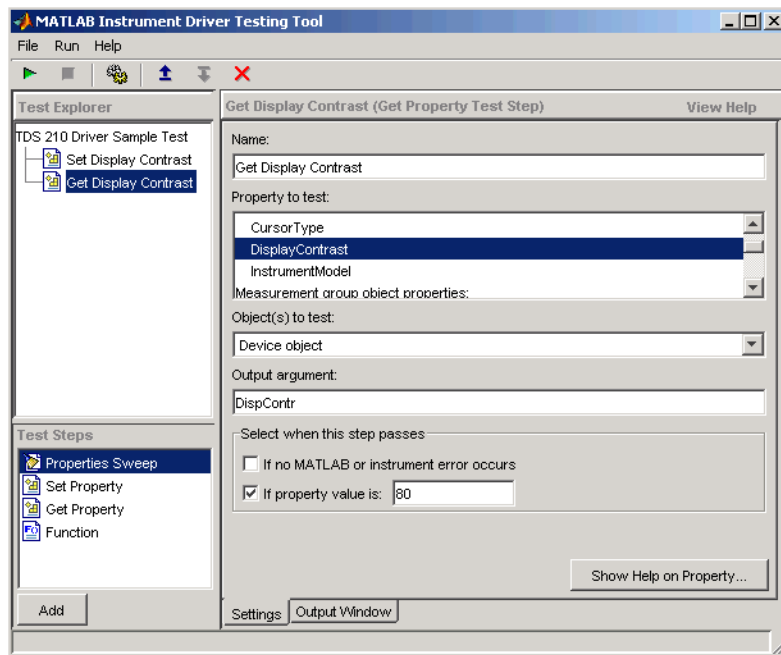 MATLAB Instrument Driver Testing Tool
File Run Help
Test Explorer
TDS 210 Driver Sample Test
Set Display Contrast
Get Display Contrast
Test Steps
Properties Sweep
Set Property
Get Property
Function
Add
Get Display Contrast (Get Property Test Step) View Help
Name:
Get Display Contrast
Property to test:
CursorType
DisplayContrast
InstrumentModel
Measurement group object properties:
Object(s) to test:
Device object
Output argument:
DispContr
Select when this step passes
If no MATLAB or instrument error occurs
If property value is: 80
Show Help on Property...
Settings Output Window